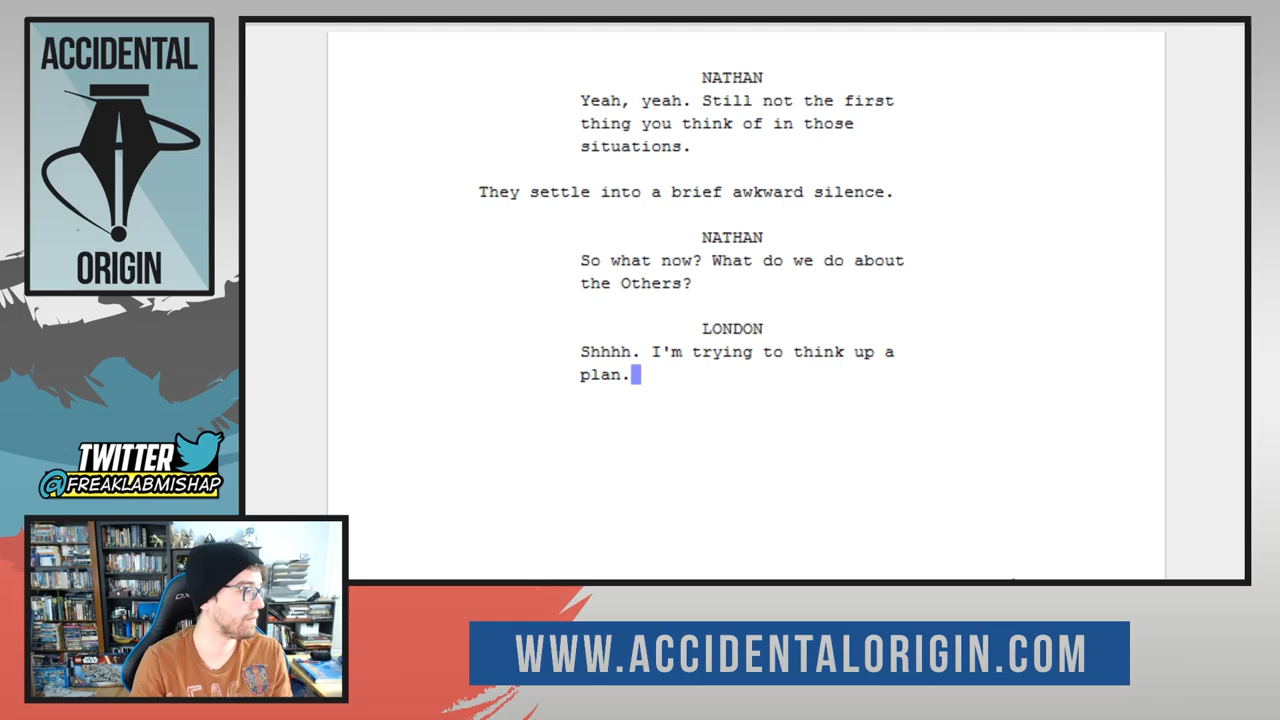 ACCIDENTAL
ORIGIN
NATHAN
Yeah, yeah. Still not the first
thing you think of in those
situations.
They settle into a brief awkward silence.
NATHAN
So what now? What do we do about
the Others?
LONDON
Shhhh. I'm trying to think up a
plan.
TWITTER
@FREAKLABMISHAP
WWW.ACCIDENTALORIGIN.COM